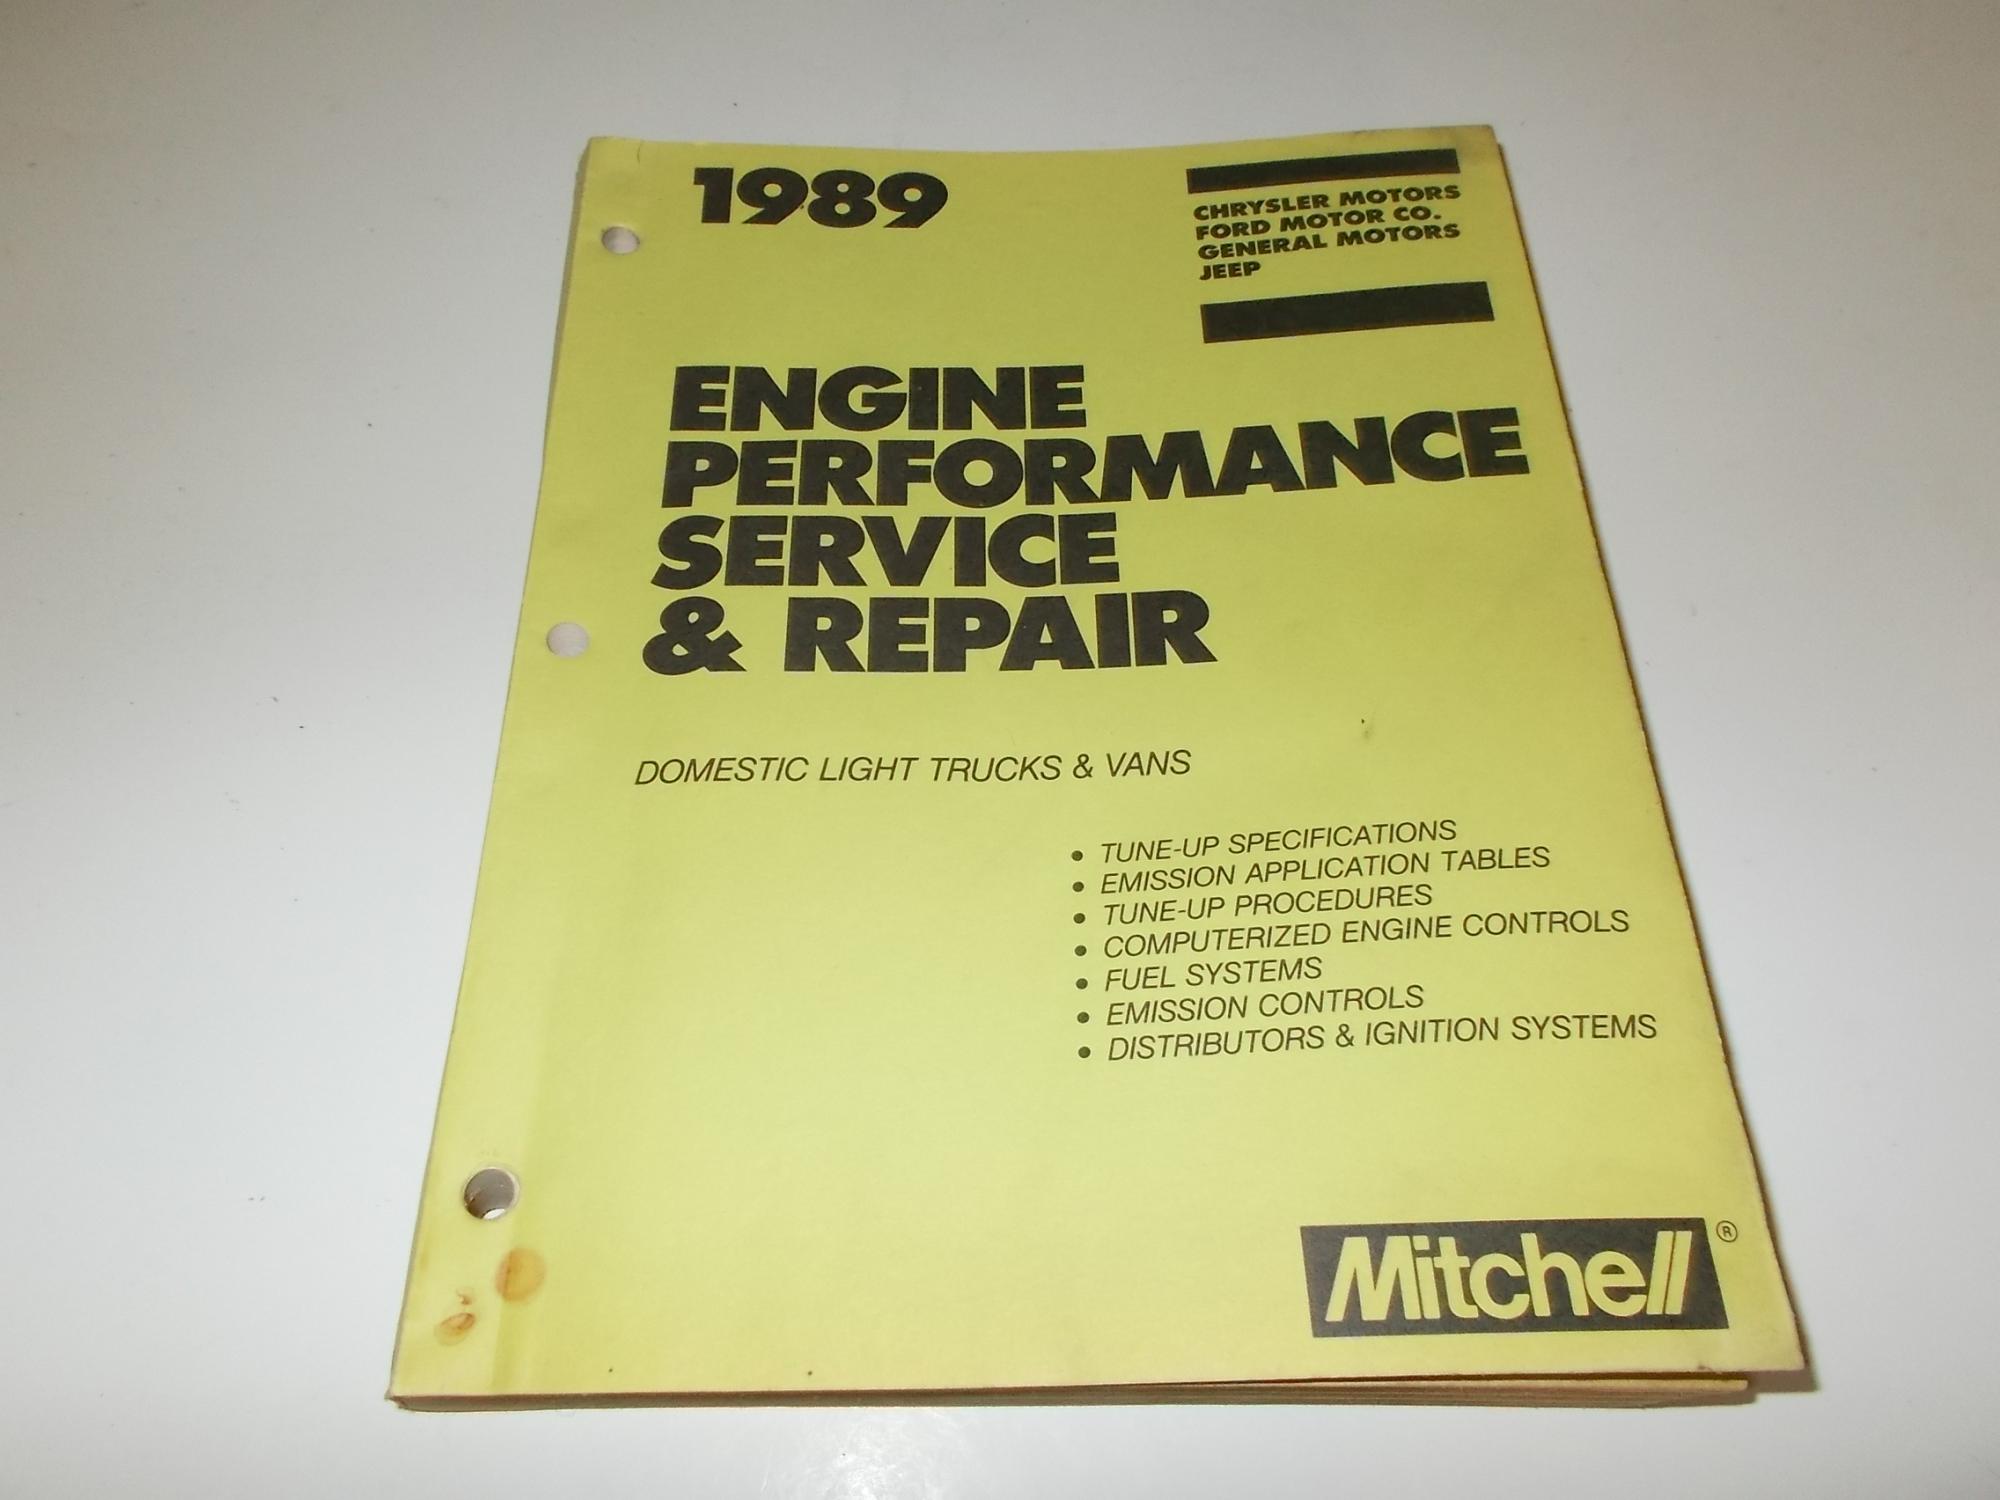 1989
CHRYSLER MOTORS
FORD MOTOR CO.
GENERAL MOTORS
JEEP
ENGINE
PERFORMANCE
SERVICE
& REPAIR
DOMESTIC LIGHT TRUCKS & VANS
• TUNE-UP SPECIFICATIONS
• EMISSION APPLICATION TABLES
• TUNE-UP PROCEDURES
• COMPUTERIZED ENGINE CONTROLS
• FUEL SYSTEMS
• EMISSION CONTROLS
• DISTRIBUTORS & IGNITION SYSTEMS
Mitchell®